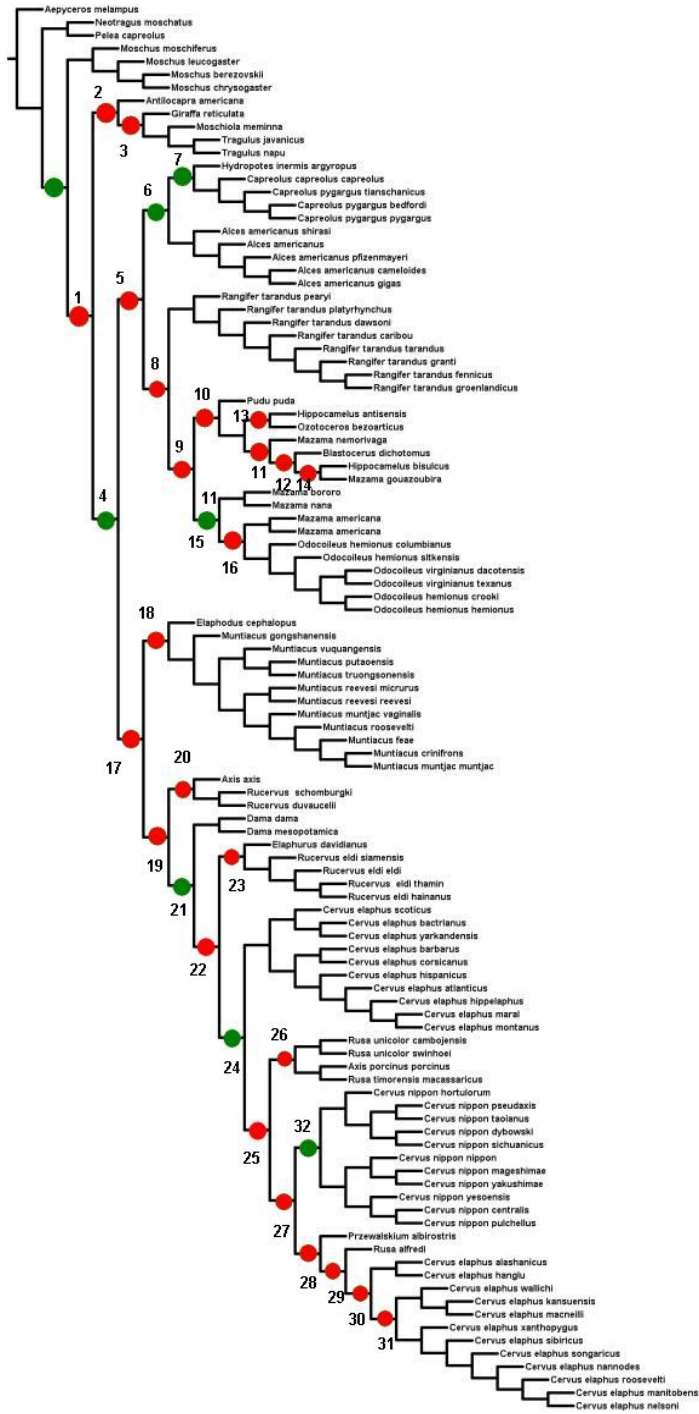 Aepyceros melampus
Neotragus moschatus
Pelea capreolus
Moschus moschiferus
Moschus leucogaster
Moschus berezovskii
Moschus chrysogaster
2
Antilocapra americana
Giraffa reticulata
3
Moschiola meminna
Tragulus javanicus
Tragulus napu
7
Hydropotes inermis argyropus
Capreolus capreolus capreolus
6
Capreolus pygargus tianschanicus
Capreolus pygargus bedfordi
Capreolus pygargus pygargus
Alces americanus shirasi
Alces americanus
Alces americanus pfizenmayeri
Alces americanus cameloides
5
Alces americanus gigas
1
Rangifer tarandus pearyi
Rangifer tarandus platyrhynchus
Rangifer tarandus dawsoni
Rangifer tarandus caribou
Rangifer tarandus tarandus
8
Rangifer tarandus granti
Rangifer tarandus fennicus
Rangifer tarandus groenlandicus
10
Pudu puda
13
Hippocamelus antisensis
Ozotoceros bezoarticus
9
Mazama nemorivaga
Blastocerus dichotomus
11
Hippocamelus bisulcus
12
14
Mazama gouazoubira
4
11
Mazama bororo
Mazama nana
15
Mazama americana
Mazama americana
16
Odocoileus hemionus columbianus
Odocoileus hemionus sitkensis
Odocoileus virginianus dacotensis
Odocoileus virginianus texanus
Odocoileus hemionus crooki
Odocoileus hemionus hemionus
18
Elaphodus cephalopus
Muntiacus gongshanensis
Muntiacus vuquangensis
Muntiacus putaoensis
Muntiacus truongsonensis
Muntiacus reevesi micrurus
Muntiacus reevesi reevesi
Muntiacus muntjac vaginalis
Muntiacus roosevelti
Muntiacus feae
Muntiacus crinifrons
17
Muntiacus muntjac muntjac
20
Axis axis
Rucervus schomburgki
Rucervus duvaucelii
Dama dama
Dama mesopotamica
19
Elaphurus davidianus
Rucervus eldi siamensis
23
Rucervus eldi eldi
Rucervus eldi thamin
21
Rucervus eldi hainanus
Cervus elaphus scoticus
Cervus elaphus bactrianus
Cervus elaphus yarkandensis
Cervus elaphus barbarus
22
Cervus elaphus corsicanus
Cervus elaphus hispanicus
Cervus elaphus atlanticus
Cervus elaphus hippelaphus
Cervus elaphus maral
Cervus elaphus montanus
26
Rusa unicolor cambojensis
Rusa unicolor swinhoei
24
Axis porcinus porcinus
Rusa timorensis macassaricus
Cervus nippon hortulorum
Cervus nippon pseudaxis
Cervus nippon taoianus
32
Cervus nippon dybowski
Cervus nippon sichuanicus
25
Cervus nippon nippon
Cervus nippon mageshimae
Cervus nippon yakushimae
Cervus nippon yesoensis
Cervus nippon centralis
Cervus nippon pulchellus
27
Przewalskium albirostris
Rusa alfredi
Cervus elaphus alashanicus
28
Cervus elaphus hanglu
Cervus elaphus wallichi
29
Cervus elaphus kansuensis
Cervus elaphus macneilli
30
Cervus elaphus xanthopygus
31
Cervus elaphus sibiricus
Cervus elaphus songaricus
Cervus elaphus nannodes
Cervus elaphus roosevelti
Cervus elaphus manitobens
Cervus elaphus nelsoni